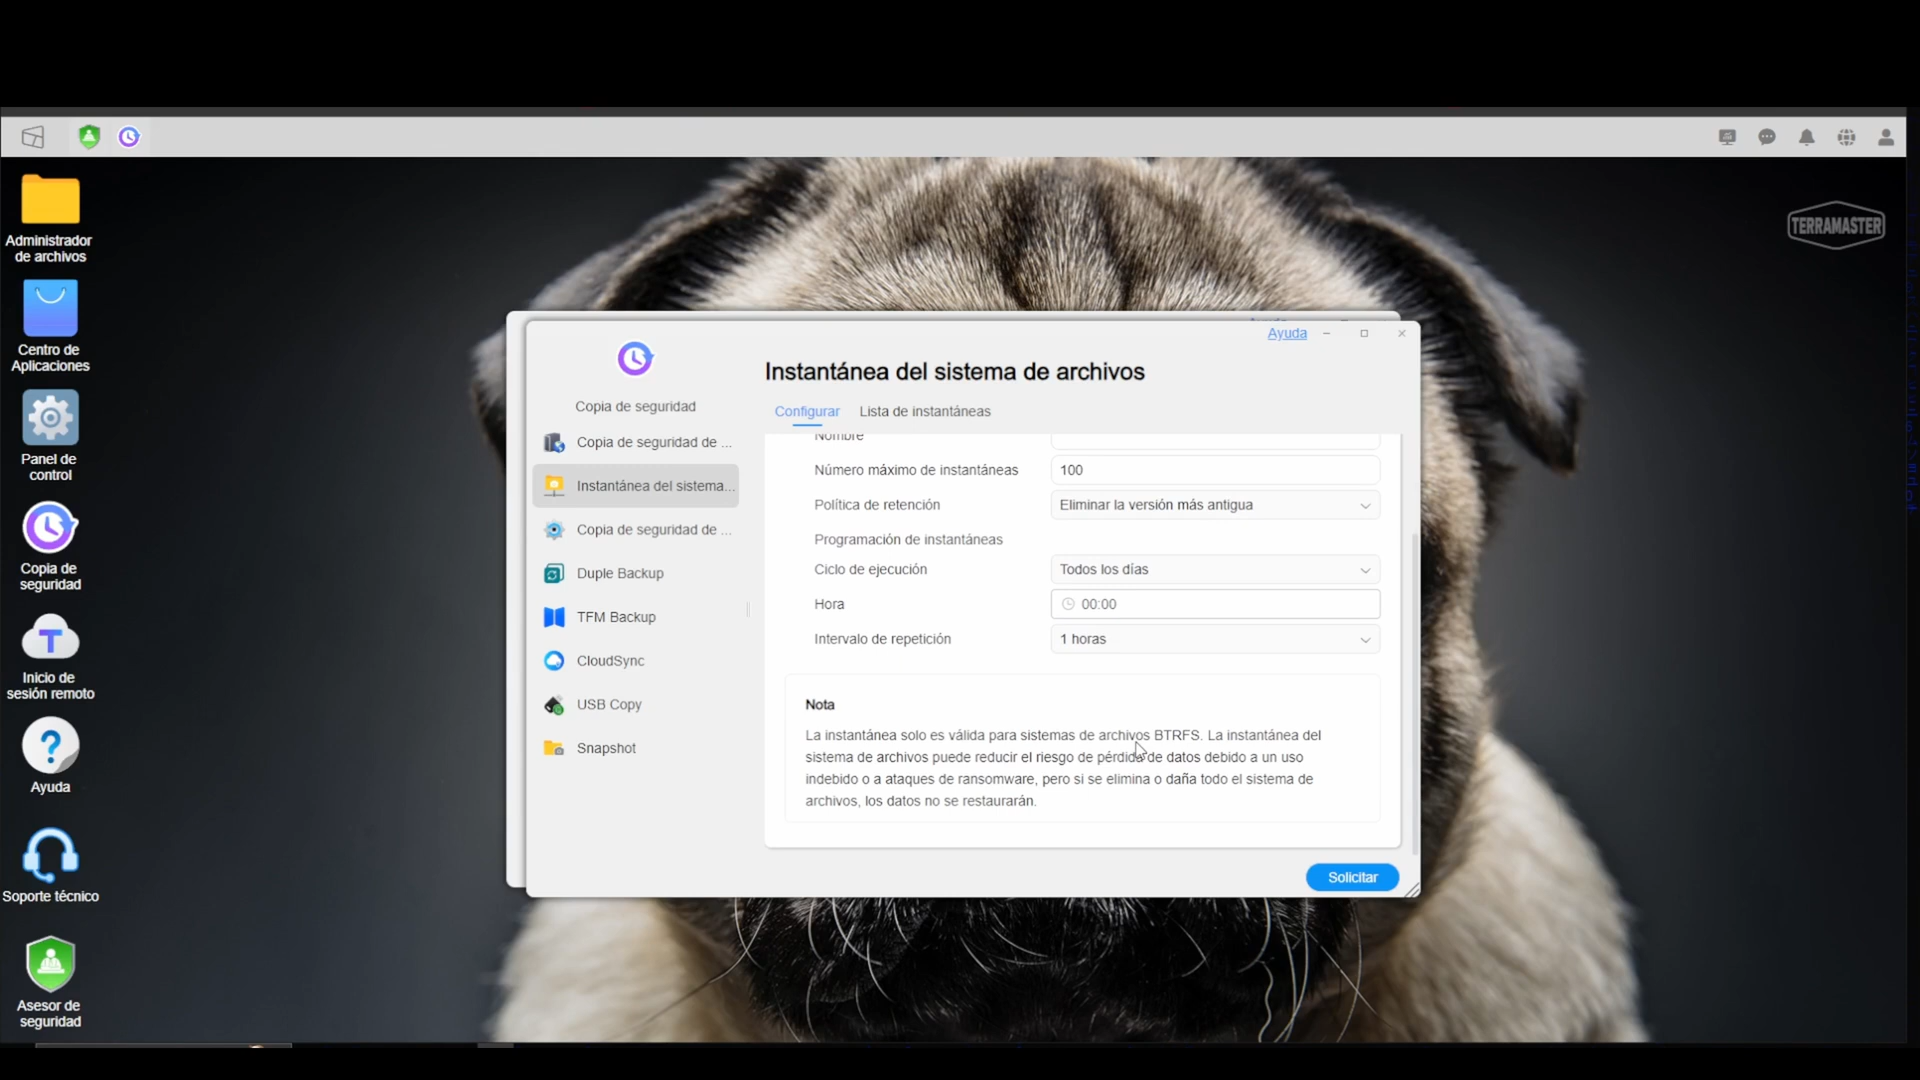 TERRAMASTER
Administrador
de archivos
Centro de
Aplicaciones
Panel de
control
Copia de
seguridad
Inicio de
sesión remoto
Ayuda
Soporte técnico
Asesor de
seguridad
Ayuda
Copia de seguridad
Copia de seguridad de ...
Instantánea del sistema...
Copia de seguridad de ...
Duple Backup
TFM Backup
CloudSync
USB Copy
Snapshot
Instantánea del sistema de archivos
Configurar Lista de instantáneas
Nombre
Número máximo de instantáneas 100
Política de retención Eliminar la versión más antigua
Programación de instantáneas
Ciclo de ejecución Todos los días
Hora 00:00
Intervalo de repetición 1 horas
Nota
La instantánea solo es válida para sistemas de archivos BTRFS. La instantánea del
sistema de archivos puede reducir el riesgo de pérdida de datos debido a un uso
indebido o a ataques de ransomware, pero si se elimina o daña todo el sistema de
archivos, los datos no se restaurarán.
Solicitar